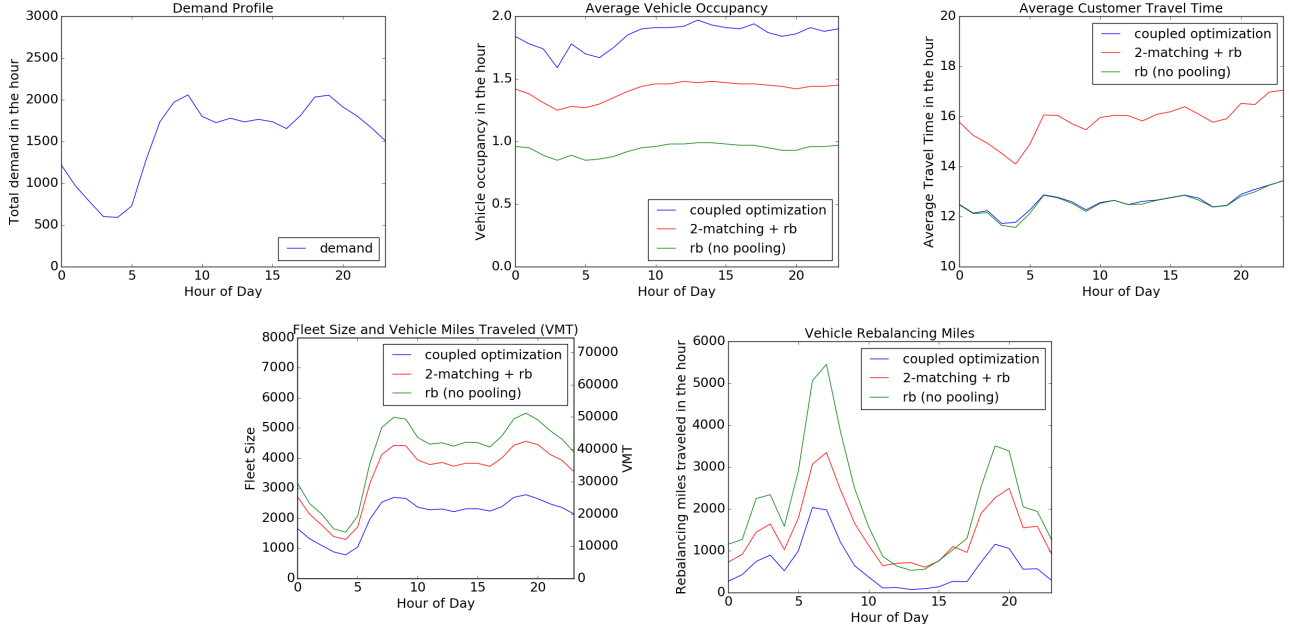 Demand Profile
Total demand in the hour
3000
2500
2000
1500
1000
500
0
demand
0 5 10 15 20
Hour of Day
Average Vehicle Occupancy
Vehicle occupancy in the hour
2.0
1.5
1.0
0.5
0.0
coupled optimization
2-matching + rb
rb (no pooling)
0 5 10 15 20
Hour of Day
Average Customer Travel Time
Average Travel Time in the hour
20
18
16
14
12
10
coupled optimization
2-matching + rb
rb (no pooling)
0 5 10 15 20
Hour of Day
Fleet Size and Vehicle Miles Traveled (VMT)
Fleet Size
8000
7000
6000
5000
4000
3000
2000
1000
0
coupled optimization
2-matching + rb
rb (no pooling)
70000
60000
50000
40000
30000
20000
10000
0
VMT
0 5 10 15 20
Hour of Day
Vehicle Rebalancing Miles
Rebalancing miles traveled in the hour
6000
5000
4000
3000
2000
1000
0
coupled optimization
2-matching + rb
rb (no pooling)
0 5 10 15 20
Hour of Day